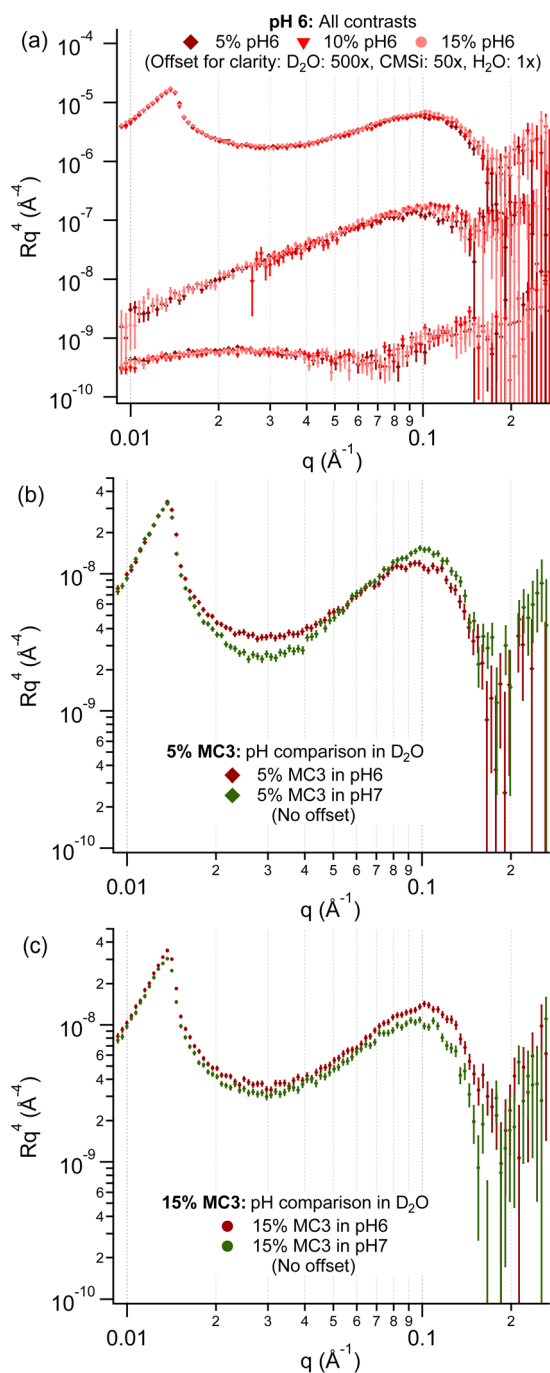 (a)
pH 6: All contrasts
5% pH6 10% pH6 15% pH6
(Offset for clarity: D₂O: 500x, CMSi: 50x, H₂O: 1x)
10⁻⁴
10⁻⁵
10⁻⁶
10⁻⁷
10⁻⁸
10⁻⁹
10⁻¹⁰
Rq⁴ (Å⁻⁴)
0.01 2 3 4 5 6 7 8 9 0.1 2
q (Å⁻¹)
(b)
4
2
10⁻⁸
8
6
4
2
10⁻⁹
8
6
4
2
10⁻¹⁰
Rq⁴ (Å⁻⁴)
5% MC3: pH comparison in D₂O
5% MC3 in pH6
5% MC3 in pH7
(No offset)
0.01 2 3 4 5 6 7 8 9 0.1 2
q (Å⁻¹)
(c)
4
2
10⁻⁸
8
6
4
2
10⁻⁹
8
6
4
2
10⁻¹⁰
Rq⁴ (Å⁻⁴)
15% MC3: pH comparison in D₂O
15% MC3 in pH6
15% MC3 in pH7
(No offset)
0.01 2 3 4 5 6 7 8 9 0.1 2
q (Å⁻¹)